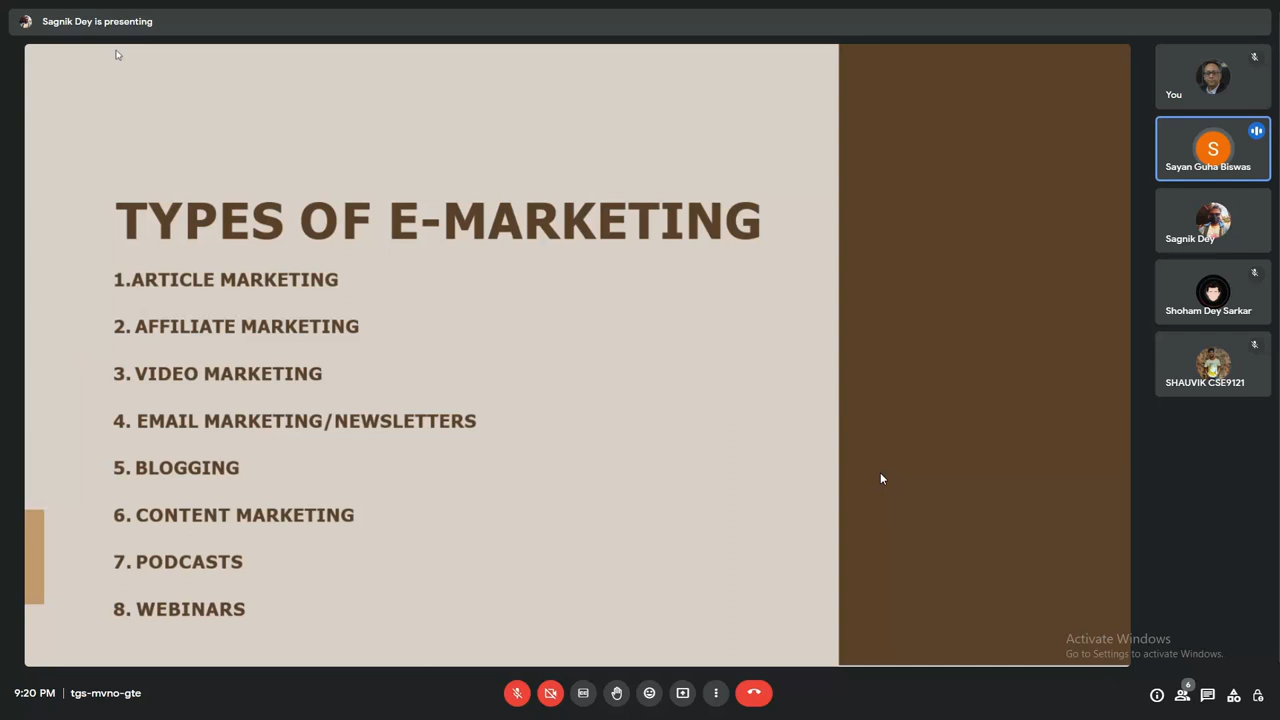 Sagnik Dey is presenting
TYPES OF E-MARKETING
1.ARTICLE MARKETING
2. AFFILIATE MARKETING
3. VIDEO MARKETING
4. EMAIL MARKETING/NEWSLETTERS
5. BLOGGING
6. CONTENT MARKETING
7. PODCASTS
8. WEBINARS
You
S
Sayan Guha Biswas
Sagnik Dey
Shoham Dey Sarkar
SHAUVIK CSE9121
Activate Windows
Go to Settings to activate Windows.
9:20 PM | tgs-mvno-gte
6